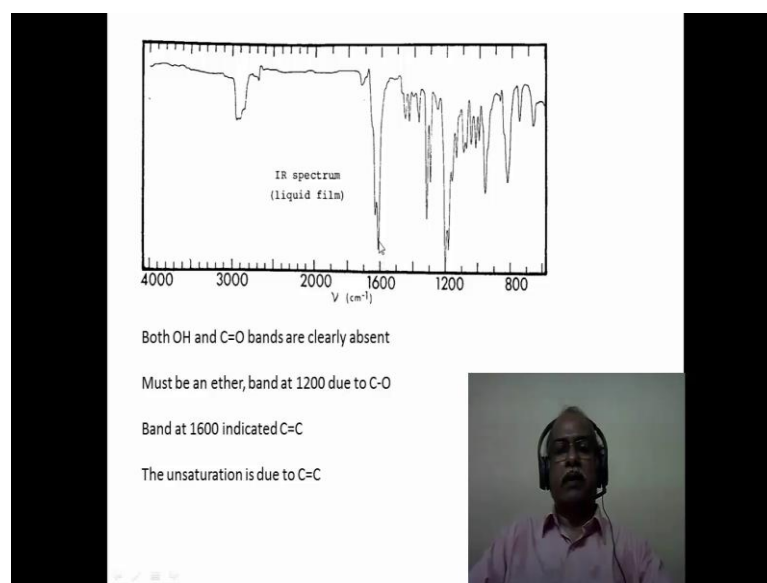 IR spectrum
(liquid film)
4000 3000 2000 1600 1200 800
ν (cm-1)
Both OH and C=O bands are clearly absent
Must be an ether, band at 1200 due to C-O
Band at 1600 indicated C=C
The unsaturation is due to C=C